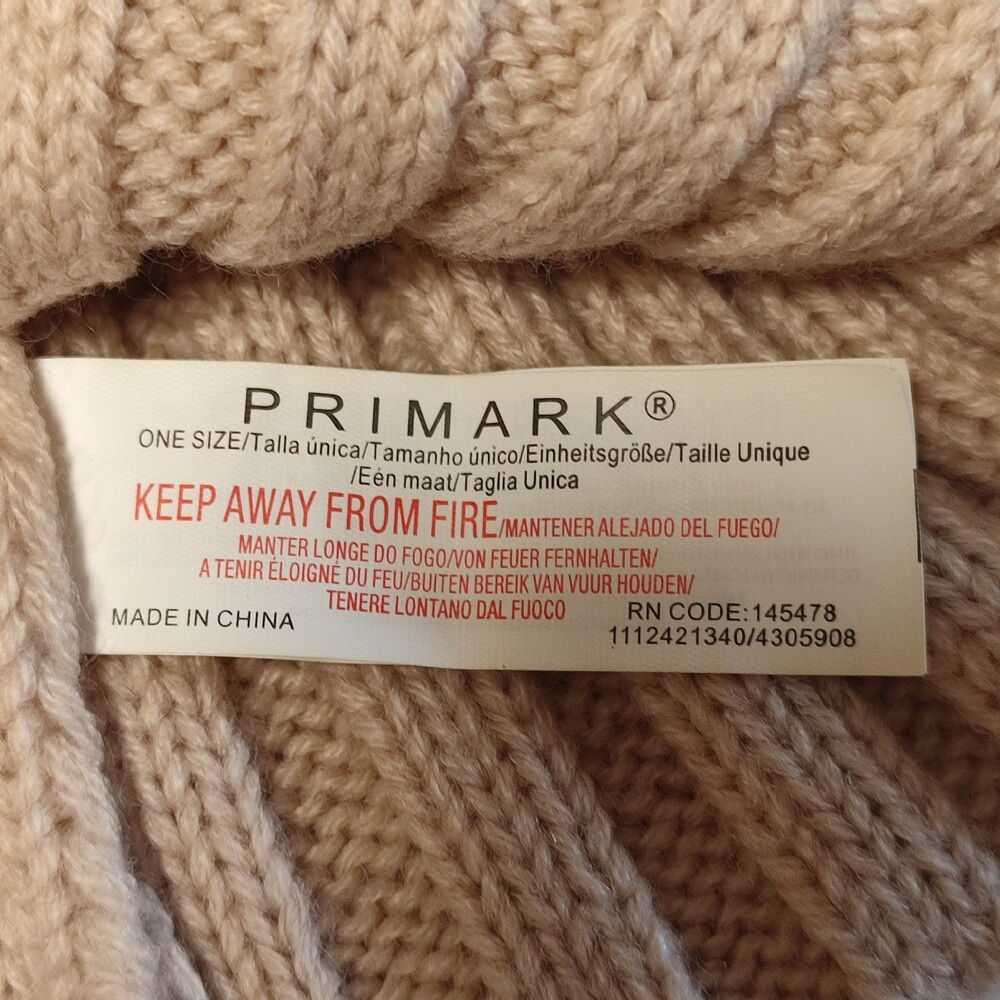 PRIMARK®
ONE SIZE/Talla única/Tamanho único/Einheitsgröße/Taille Unique
/Eén maat/Taglia Unica
KEEP AWAY FROM FIRE/MANTENER ALEJADO DEL FUEGO/
MANTER LONGE DO FOGO/VON FEUER FERNHALTEN/
A TENIR ÉLOIGNÉ DU FEU/BUITEN BEREIK VAN VUUR HOUDEN/
TENERE LONTANO DAL FUOCO
MADE IN CHINA
RN CODE:145478
1112421340/4305908